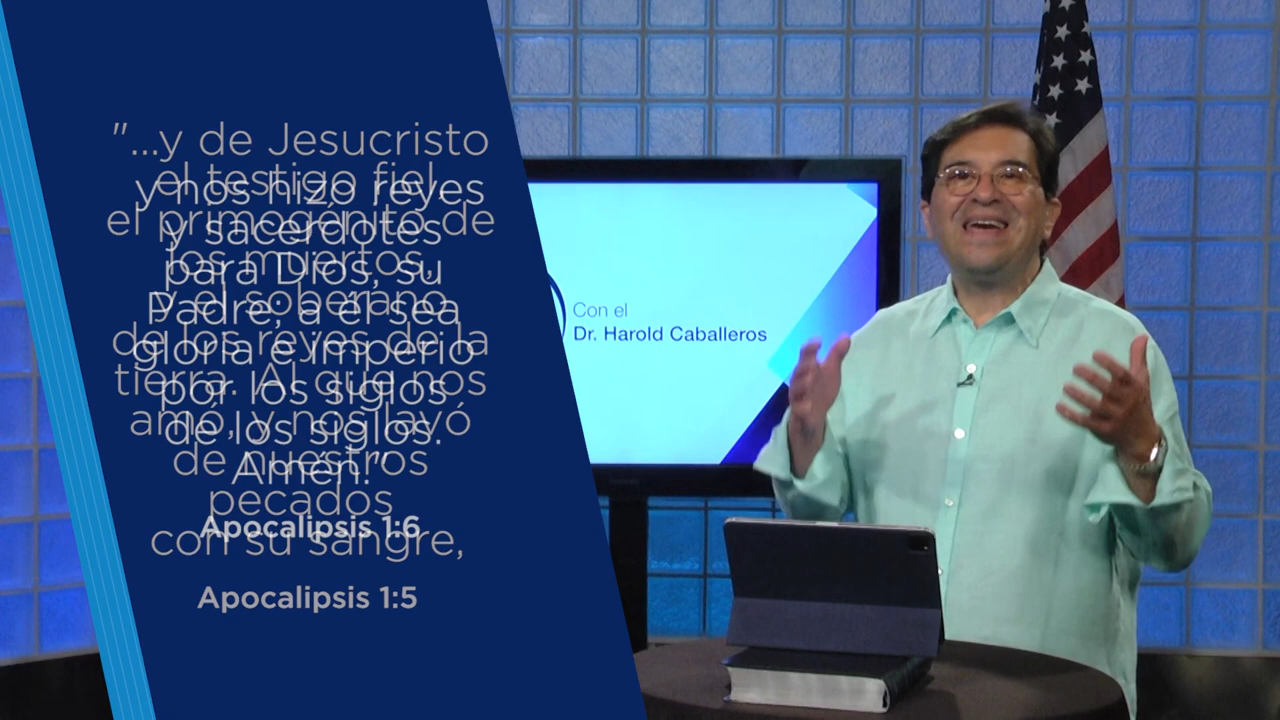 "...y de Jesucristo
el testigo fiel,
el primogénito de
los muertos,
y el soberano
de los reyes de la
tierra. Al que nos
amó, y nos lavó
de nuestros
pecados
con su sangre,
Apocalipsis 1:5
y nos hizo reyes
y sacerdotes
para Dios, su
Padre; a él sea
gloria e imperio
por los siglos
de los siglos.
Amén."
Apocalipsis 1:6
Con el
Dr. Harold Caballeros